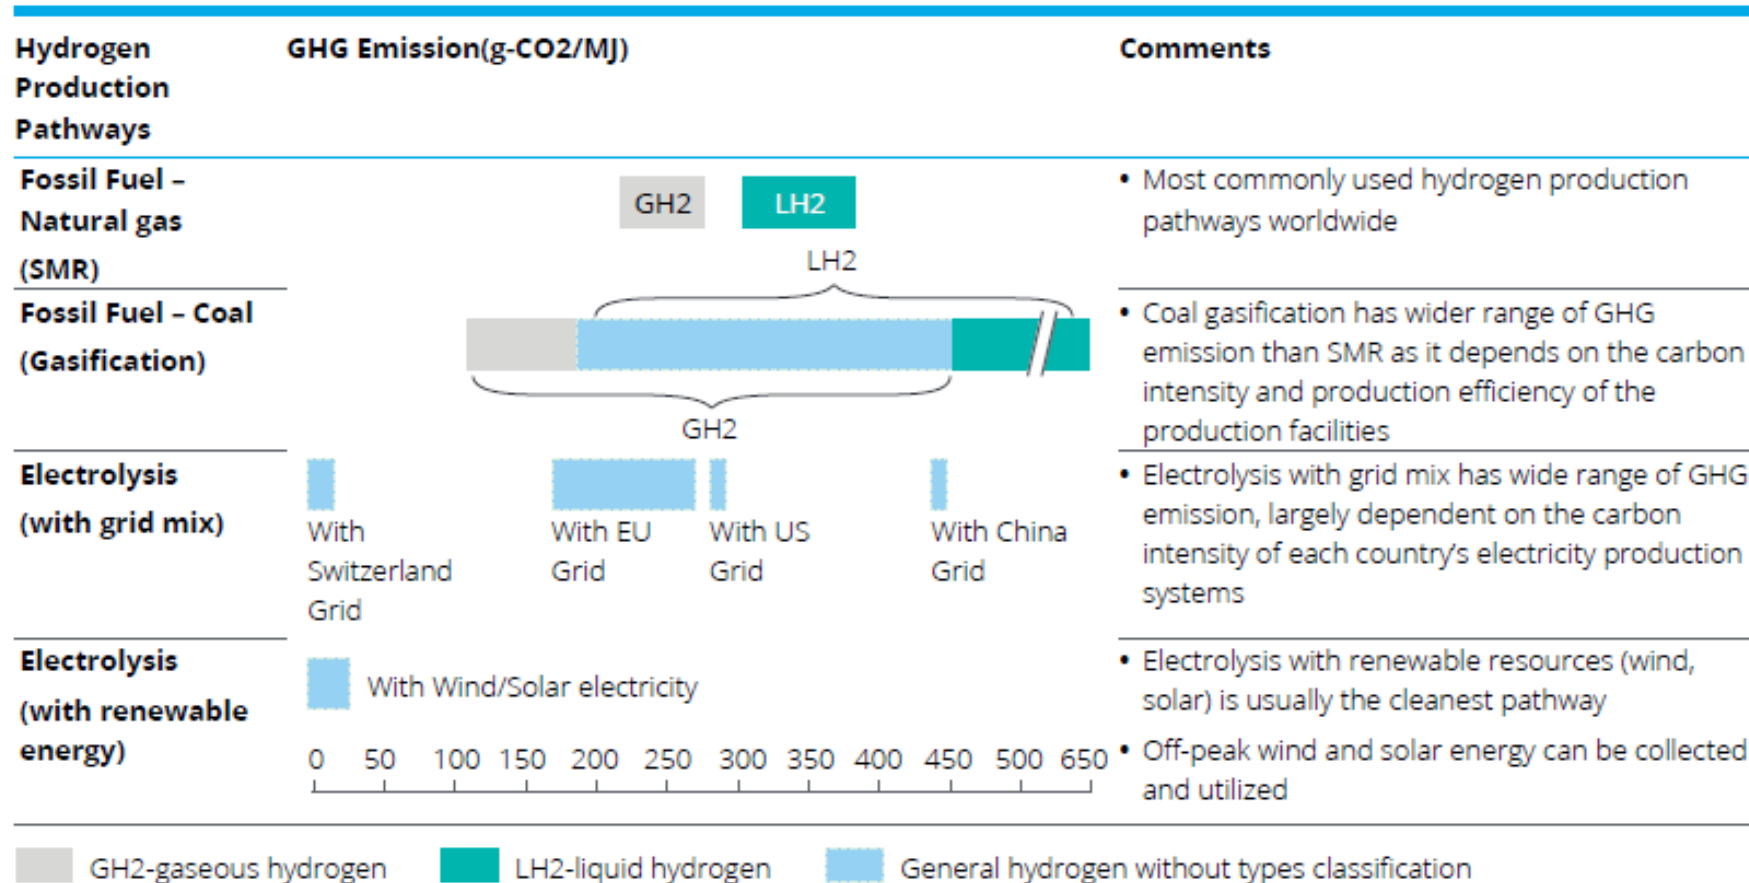 Hydrogen
Production
Pathways
GHG Emission(g-CO2/MJ)
Comments
Fossil Fuel –
Natural gas
(SMR)
GH2
LH2
• Most commonly used hydrogen production
pathways worldwide
LH2
Fossil Fuel – Coal
(Gasification)
GH2
• Coal gasification has wider range of GHG
emission than SMR as it depends on the carbon
intensity and production efficiency of the
production facilities
Electrolysis
(with grid mix)
With
Switzerland
Grid
With EU
Grid
With US
Grid
With China
Grid
• Electrolysis with grid mix has wide range of GHG
emission, largely dependent on the carbon
intensity of each country's electricity production
systems
Electrolysis
(with renewable
energy)
With Wind/Solar electricity
0 50 100 150 200 250 300 350 400 450 500 650
• Electrolysis with renewable resources (wind,
solar) is usually the cleanest pathway
• Off-peak wind and solar energy can be collected
and utilized
GH2-gaseous hydrogen
LH2-liquid hydrogen
General hydrogen without types classification